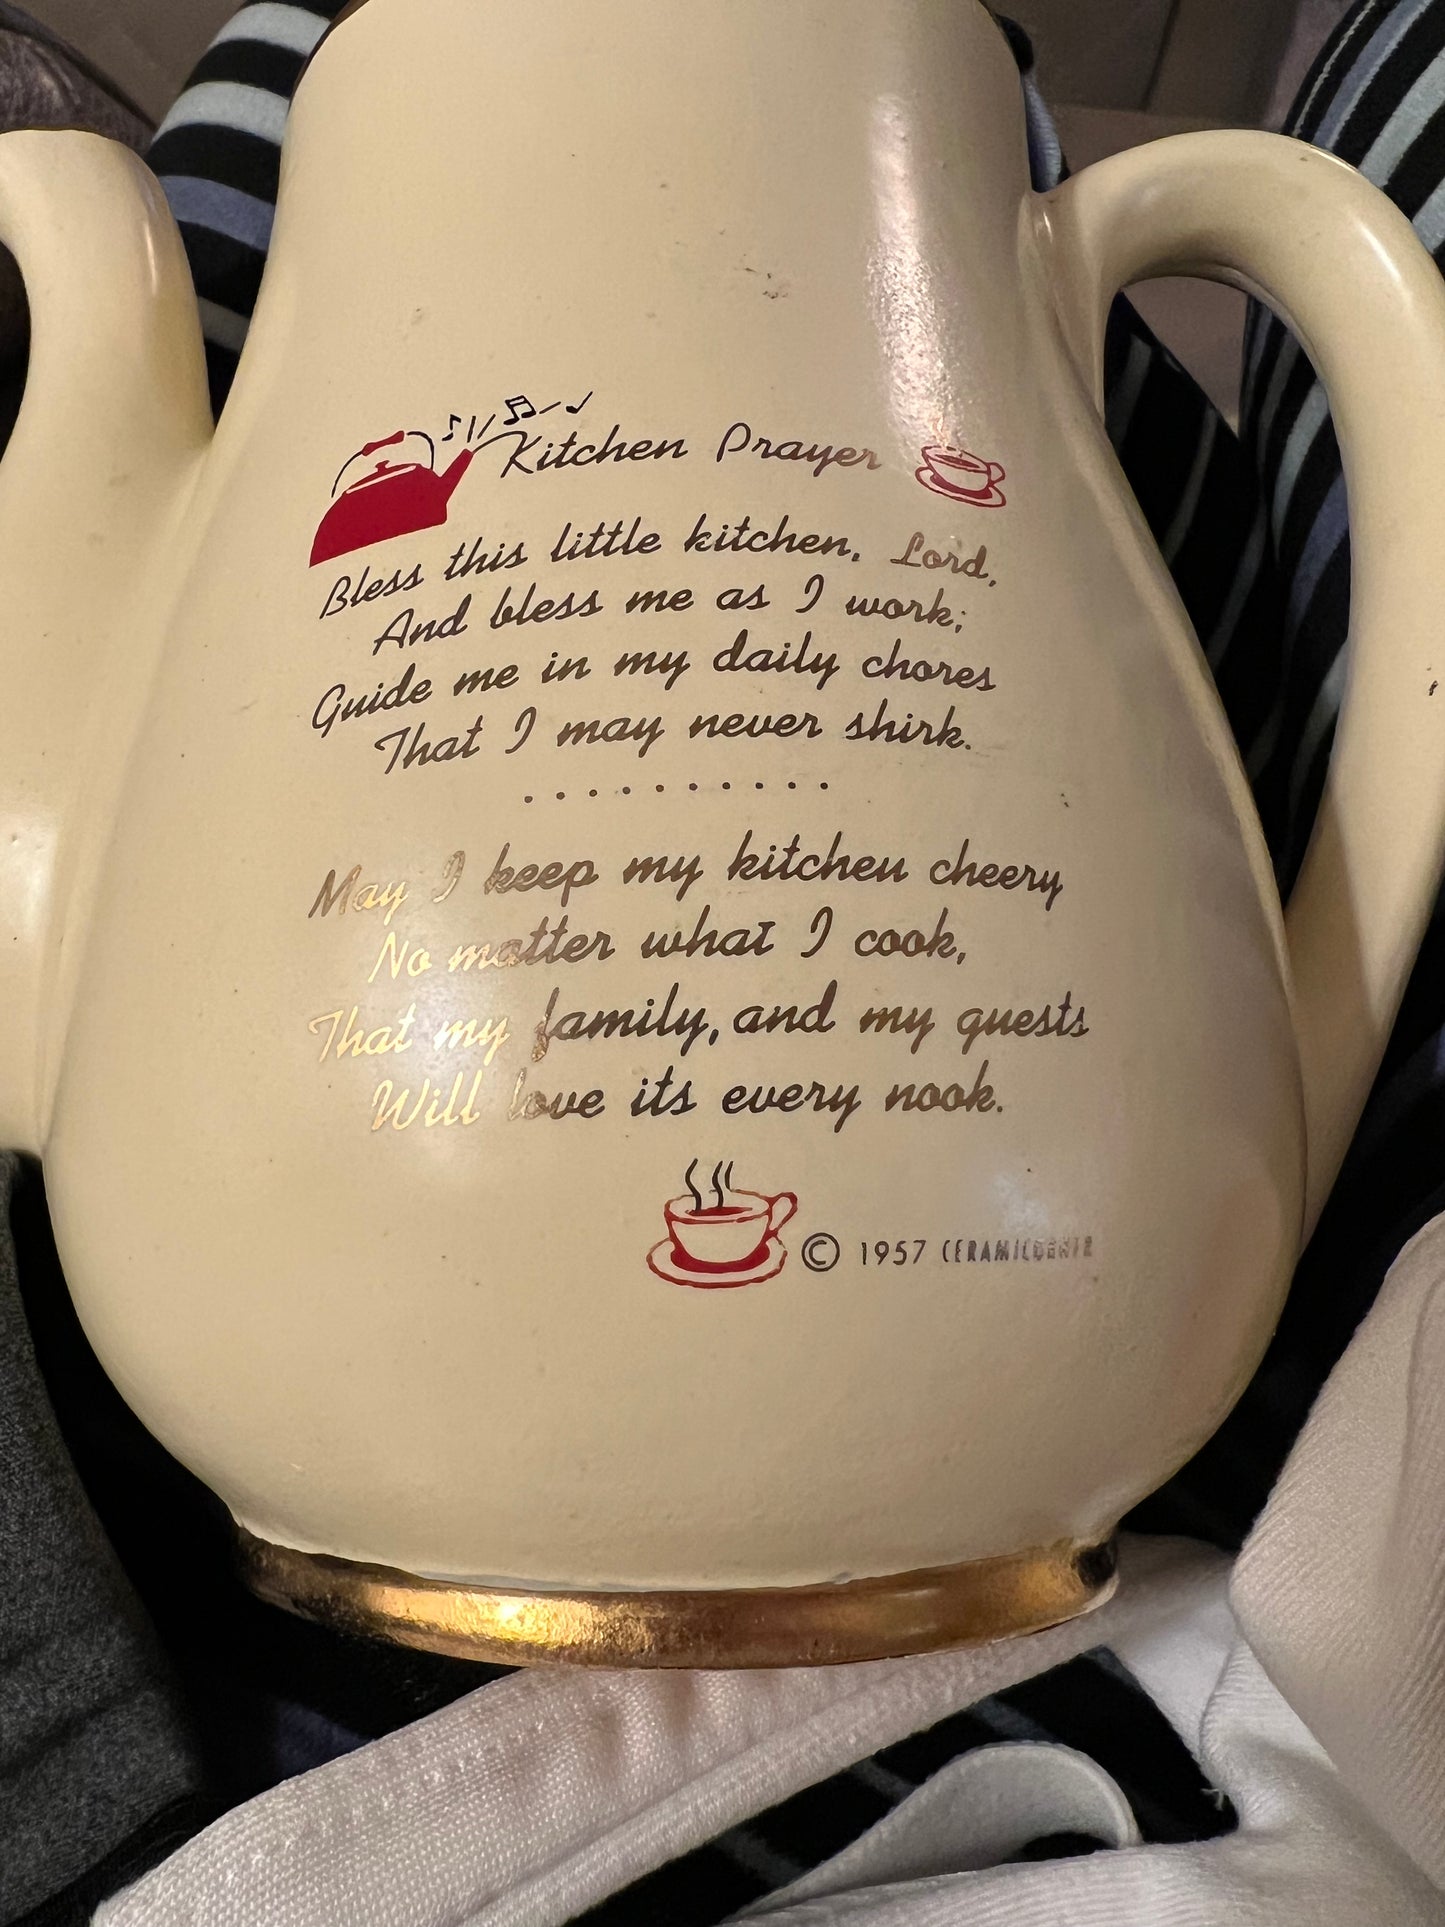 Kitchen Prayer
Bless this little kitchen, Lord,
And bless me as I work;
Guide me in my daily chores
That I may never shirk.
. . . . . . . . . .
May I keep my kitchen cheery
No matter what I cook,
That my family, and my guests
Will love its every nook.
© 1957